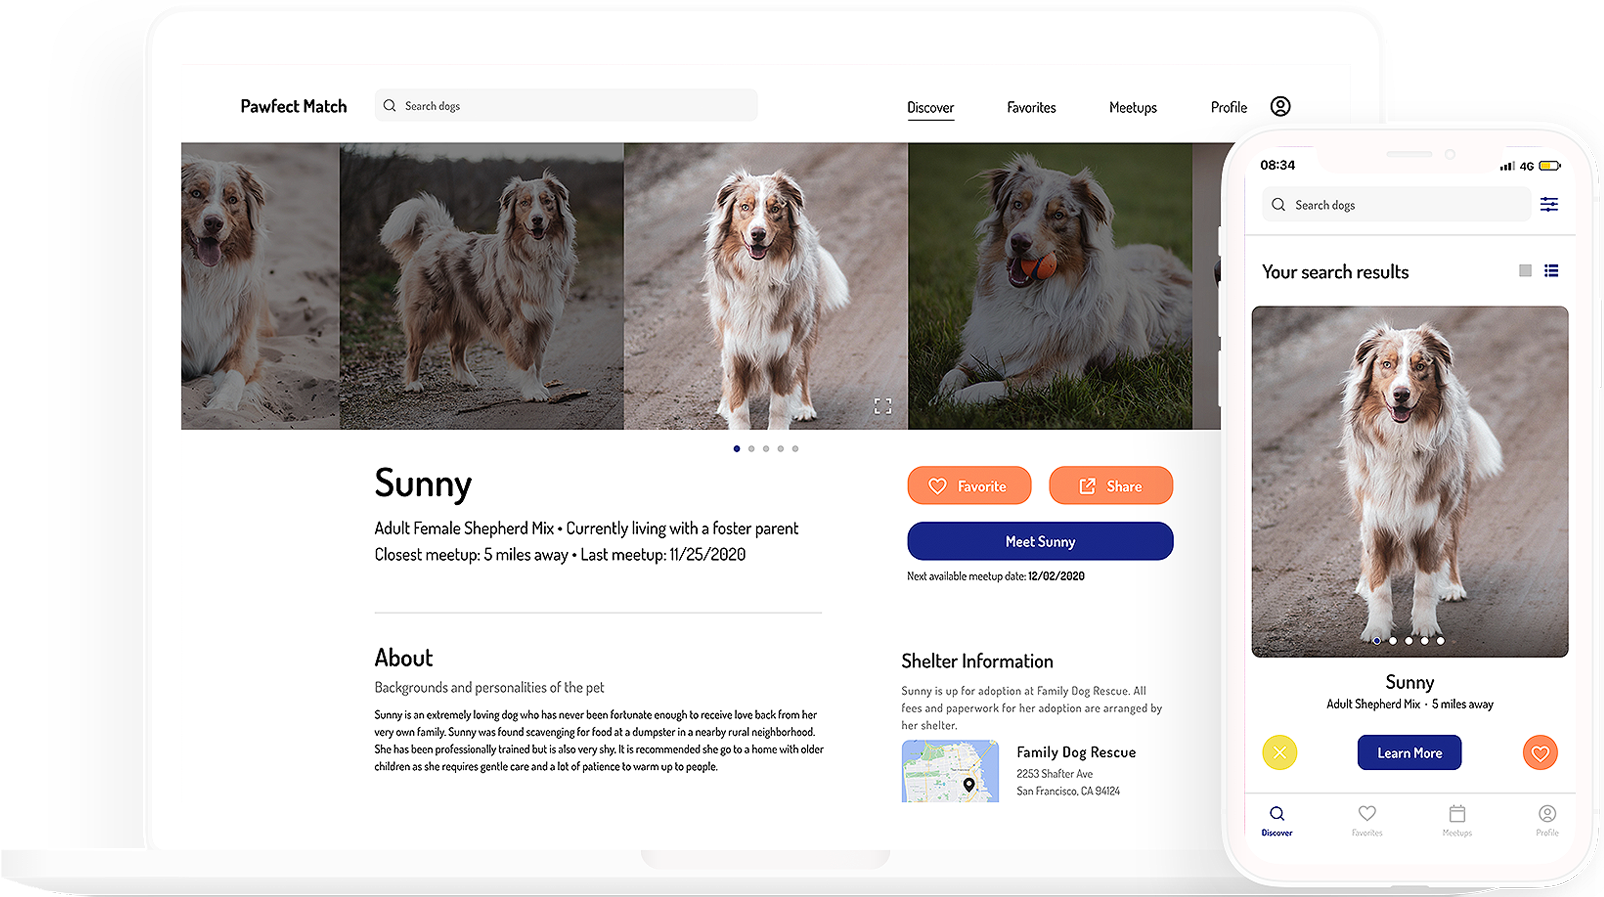 Pawfect Match
Search dogs
Discover
Favorites
Meetups
Profile
Sunny
Adult Female Shepherd Mix • Currently living with a foster parent
Closest meetup: 5 miles away • Last meetup: 11/25/2020
Favorite
Share
Meet Sunny
Next available meetup date: 12/02/2020
About
Backgrounds and personalities of the pet
Sunny is an extremely loving dog who has never been fortunate enough to receive love back from her
very own family. Sunny was found scavenging for food at a dumpster in a nearby rural neighborhood.
She has been professionally trained but is also very shy. It is recommended she go to a home with older
children as she requires gentle care and a lot of patience to warm up to people.
Shelter Information
Sunny is up for adoption at Family Dog Rescue. All
fees and paperwork for her adoption are arranged by
her shelter.
Family Dog Rescue
2253 Shafter Ave
San Francisco, CA 94124
08:34
4G
Search dogs
Your search results
Sunny
Adult Shepherd Mix · 5 miles away
Learn More
Discover
Favorites
Meetups
Profile